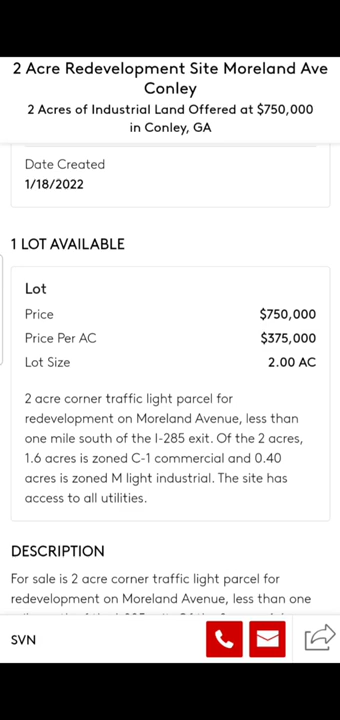 2 Acre Redevelopment Site Moreland Ave
Conley
2 Acres of Industrial Land Offered at $750,000
in Conley, GA
Date Created
1/18/2022
1 LOT AVAILABLE
Lot
Price $750,000
Price Per AC $375,000
Lot Size 2.00 AC
2 acre corner traffic light parcel for
redevelopment on Moreland Avenue, less than
one mile south of the I-285 exit. Of the 2 acres,
1.6 acres is zoned C-1 commercial and 0.40
acres is zoned M light industrial. The site has
access to all utilities.
DESCRIPTION
For sale is 2 acre corner traffic light parcel for
redevelopment on Moreland Avenue, less than one
SVN